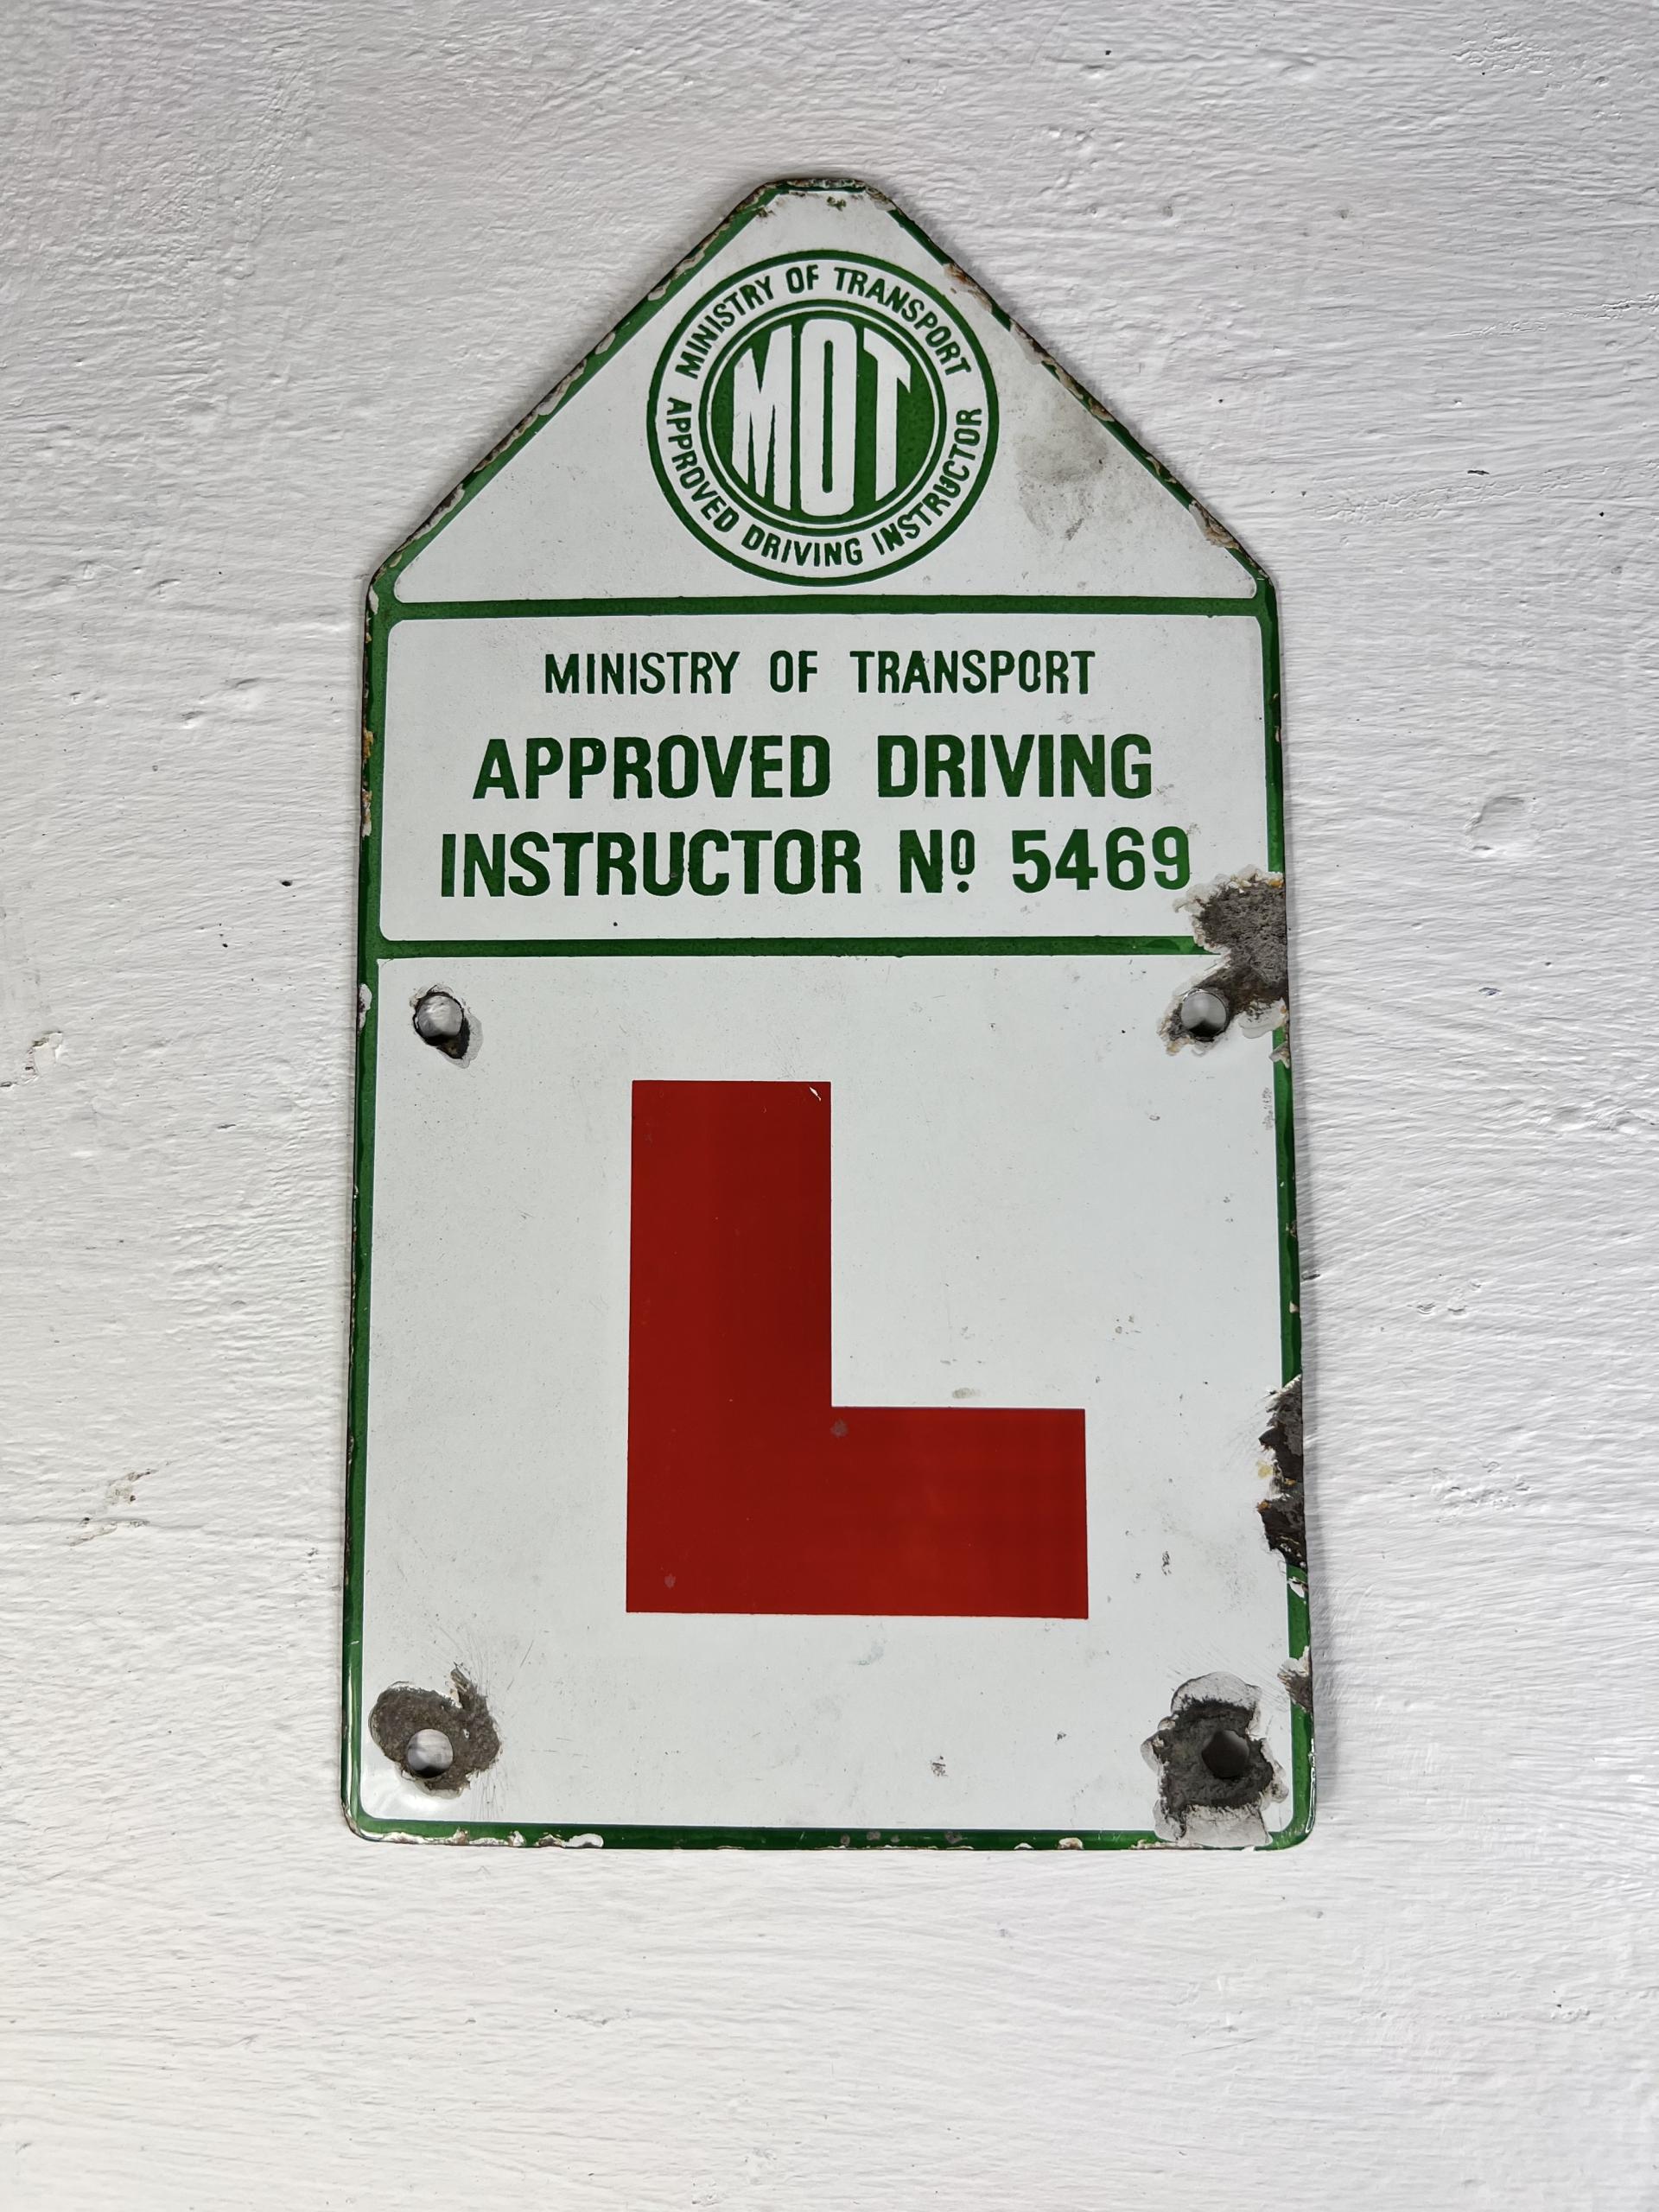 MINISTRY OF TRANSPORT
MOT
APPROVED DRIVING INSTRUCTOR
MINISTRY OF TRANSPORT
APPROVED DRIVING
INSTRUCTOR Nº 5469
L